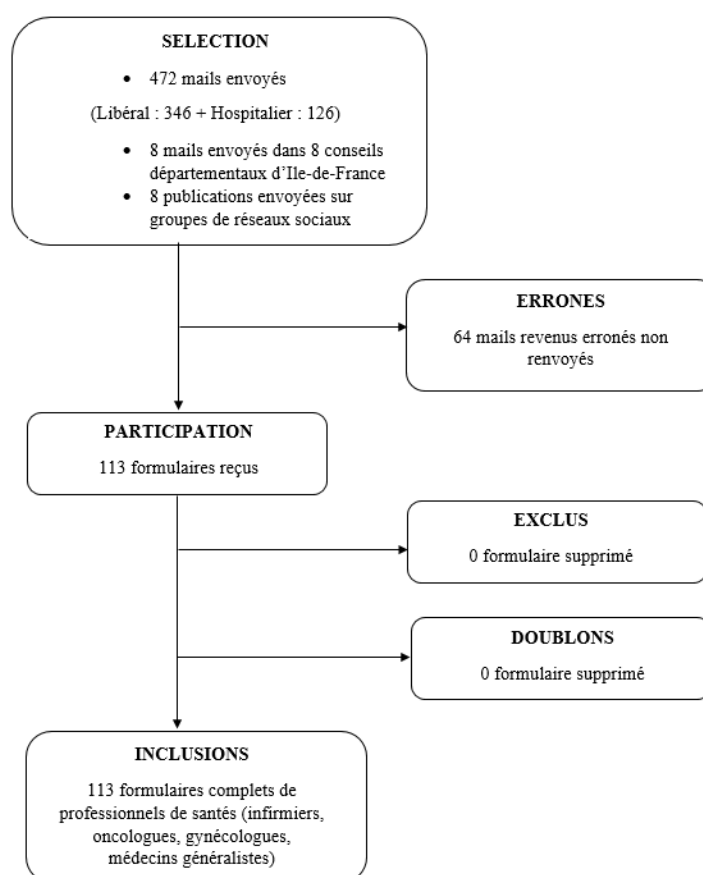 SELECTION
• 472 mails envoyés
(Libéral : 346 + Hospitalier : 126)
• 8 mails envoyés dans 8 conseils
départementaux d’Ile-de-France
• 8 publications envoyées sur
groupes de réseaux sociaux
ERRONES
64 mails revenus erronés non
renvoyés
PARTICIPATION
113 formulaires reçus
EXCLUS
0 formulaire supprimé
DOUBLONS
0 formulaire supprimé
INCLUSIONS
113 formulaires complets de
professionnels de santés (infirmiers,
oncologues, gynécologues,
médecins généralistes)